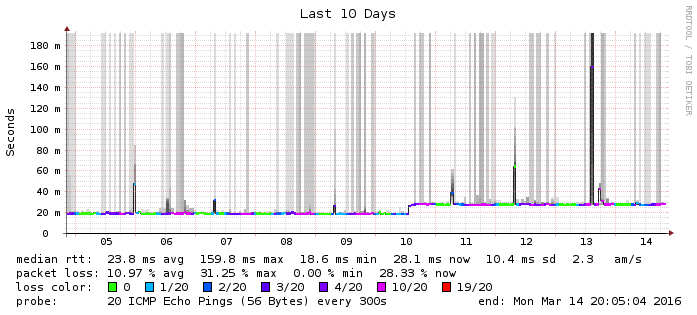 Last 10 Days
RRDTOOL / TOBI OETIKER
Seconds
180 m
160 m
140 m
120 m
100 m
80 m
60 m
40 m
20 m
0
05 06 07 08 09 10 11 12 13 14
median rtt: 23.8 ms avg 159.8 ms max 18.6 ms min 28.1 ms now 10.4 ms sd 2.3 am/s
packet loss: 10.97 % avg 31.25 % max 0.00 % min 28.33 % now
loss color: 0 1/20 2/20 3/20 4/20 10/20 19/20
probe: 20 ICMP Echo Pings (56 Bytes) every 300s end: Mon Mar 14 20:05:04 2016